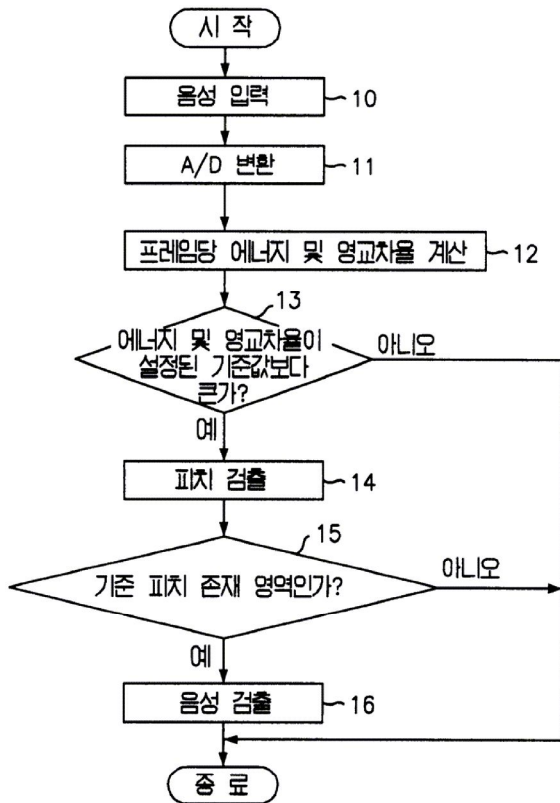 시 작
음성 입력
10
A/D 변환
11
프레임당 에너지 및 영교차율 계산
12
13
에너지 및 영교차율이
설정된 기준값보다
큰가?
아니오
예
피치 검출
14
15
기준 피치 존재 영역인가?
아니오
예
음성 검출
16
종 료